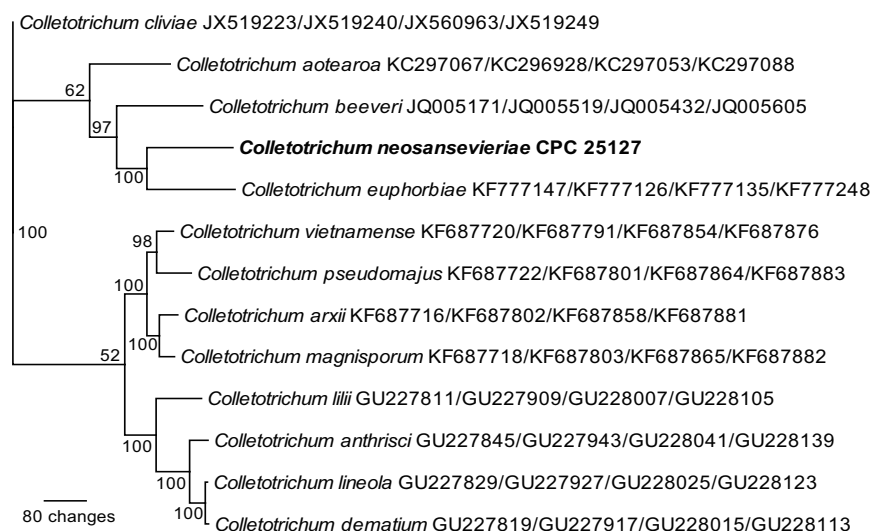 Colletotrichum cliviae JX519223/JX519240/JX560963/JX519249
Colletotrichum aotearoa KC297067/KC296928/KC297053/KC297088
62
Colletotrichum beeveri JQ005171/JQ005519/JQ005432/JQ005605
97
Colletotrichum neosansevieriae CPC 25127
100
Colletotrichum euphorbiae KF777147/KF777126/KF777135/KF777248
100
Colletotrichum vietnamense KF687720/KF687791/KF687854/KF687876
98
Colletotrichum pseudomajus KF687722/KF687801/KF687864/KF687883
100
Colletotrichum arxii KF687716/KF687802/KF687858/KF687881
100
Colletotrichum magnisporum KF687718/KF687803/KF687865/KF687882
52
Colletotrichum lilii GU227811/GU227909/GU228007/GU228105
100
Colletotrichum anthrisci GU227845/GU227943/GU228041/GU228139
100
Colletotrichum lineola GU227829/GU227927/GU228025/GU228123
100
Colletotrichum dematium GU227819/GU227917/GU228015/GU228113
80 changes